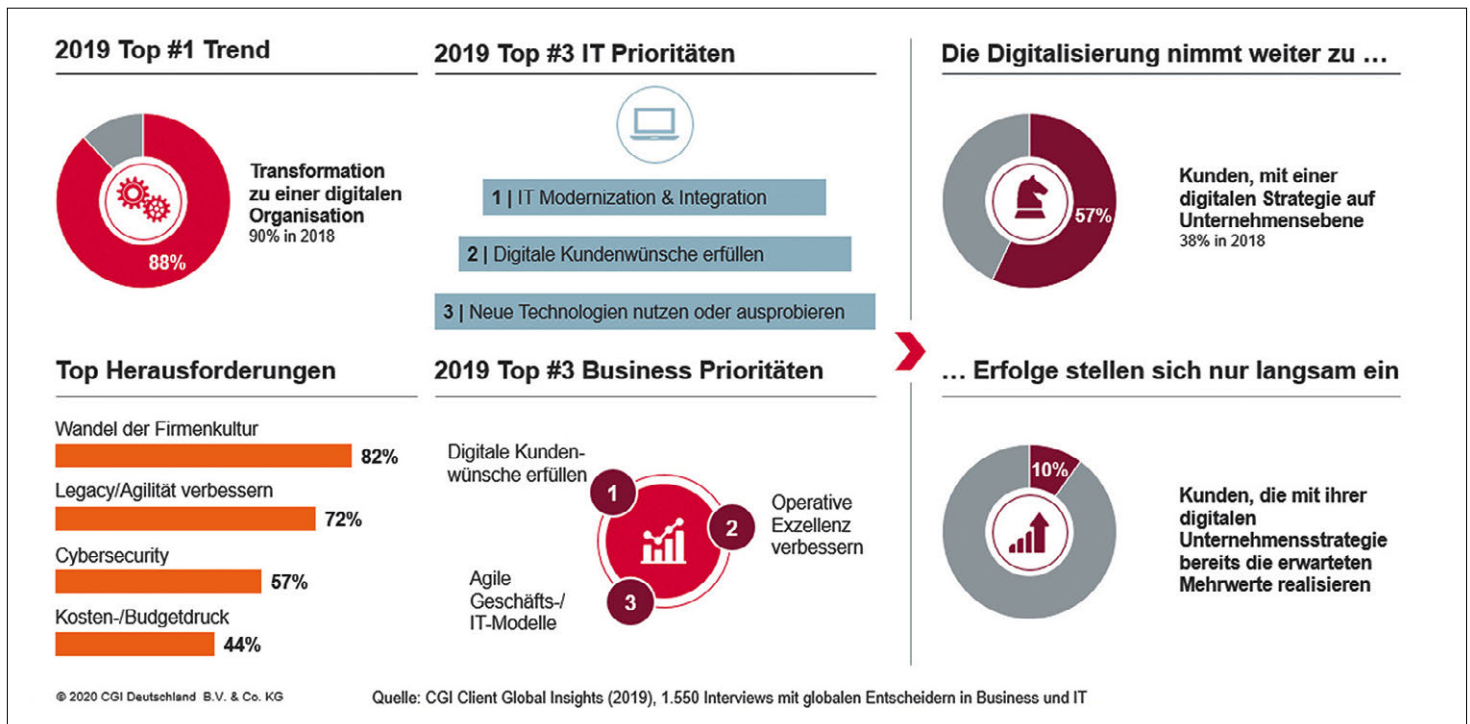 2019 Top #1 Trend
88%
Transformation
zu einer digitalen
Organisation
90% in 2018
2019 Top #3 IT Prioritäten
1 | IT Modernization & Integration
2 | Digitale Kundenwünsche erfüllen
3 | Neue Technologien nutzen oder ausprobieren
Die Digitalisierung nimmt weiter zu ...
57%
Kunden, mit einer
digitalen Strategie auf
Unternehmensebene
38% in 2018
Top Herausforderungen
Wandel der Firmenkultur
82%
Legacy/Agilität verbessern
72%
Cybersecurity
57%
Kosten-/Budgetdruck
44%
2019 Top #3 Business Prioritäten
Digitale Kunden-
wünsche erfüllen
1
2
Operative
Exzellenz
verbessern
Agile
Geschäfts-/
IT-Modelle
3
... Erfolge stellen sich nur langsam ein
10%
Kunden, die mit ihrer
digitalen
Unternehmensstrategie
bereits die erwarteten
Mehrwerte realisieren
© 2020 CGI Deutschland B.V. & Co. KG
Quelle: CGI Client Global Insights (2019), 1.550 Interviews mit globalen Entscheidern in Business und IT